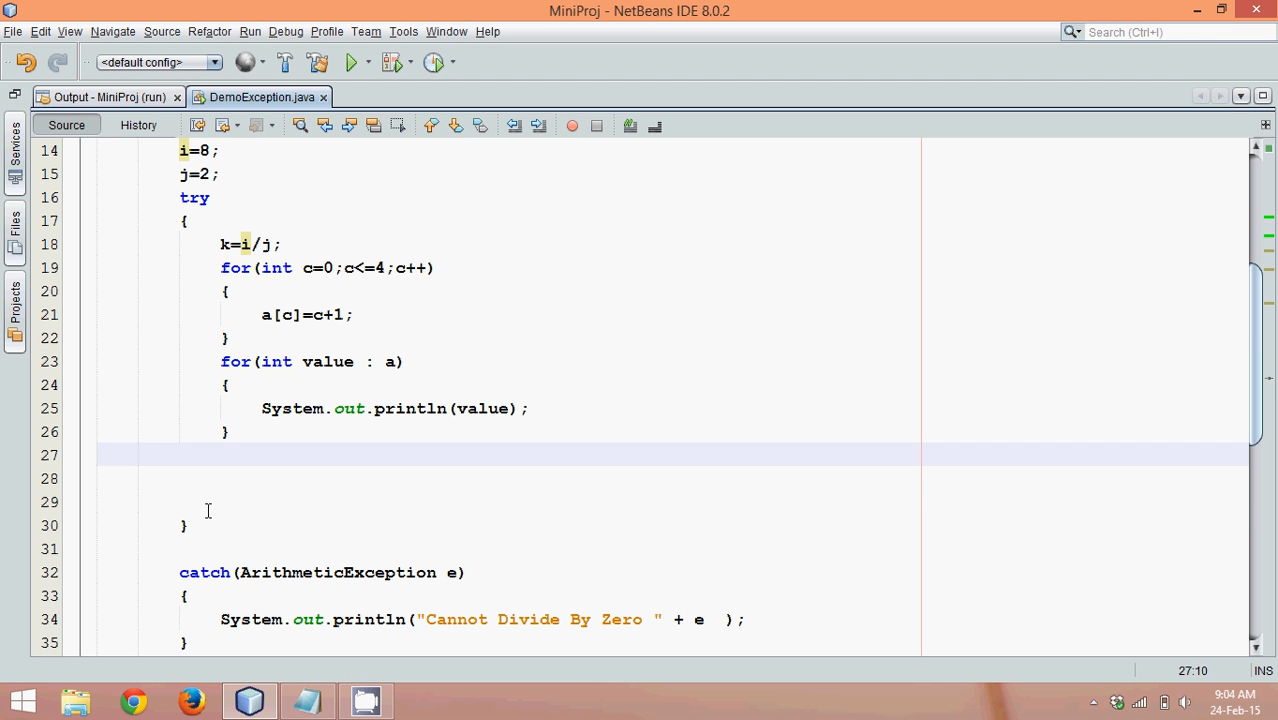 MiniProj - NetBeans IDE 8.0.2
File Edit View Navigate Source Refactor Run Debug Profile Team Tools Window Help
Search (Ctrl+I)
<default config>
Output - MiniProj (run) DemoException.java
Source History
Services
Files
Projects
14 i=8;
15 j=2;
16 try
17 {
18 k=i/j;
19 for(int c=0;c<=4;c++)
20 {
21 a[c]=c+1;
22 }
23 for(int value : a)
24 {
25 System.out.println(value);
26 }
27
28
29
30 }
31
32 catch(ArithmeticException e)
33 {
34 System.out.println("Cannot Divide By Zero " + e  );
35 }
27:10 INS
9:04 AM
24-Feb-15